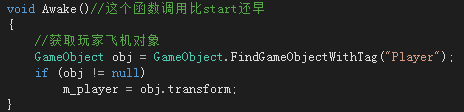 void Awake()//这个函数调用比start还早
{
//获取玩家飞机对象
GameObject obj = GameObject.FindGameObjectWithTag("Player");
if (obj != null)
m_player = obj.transform;
}